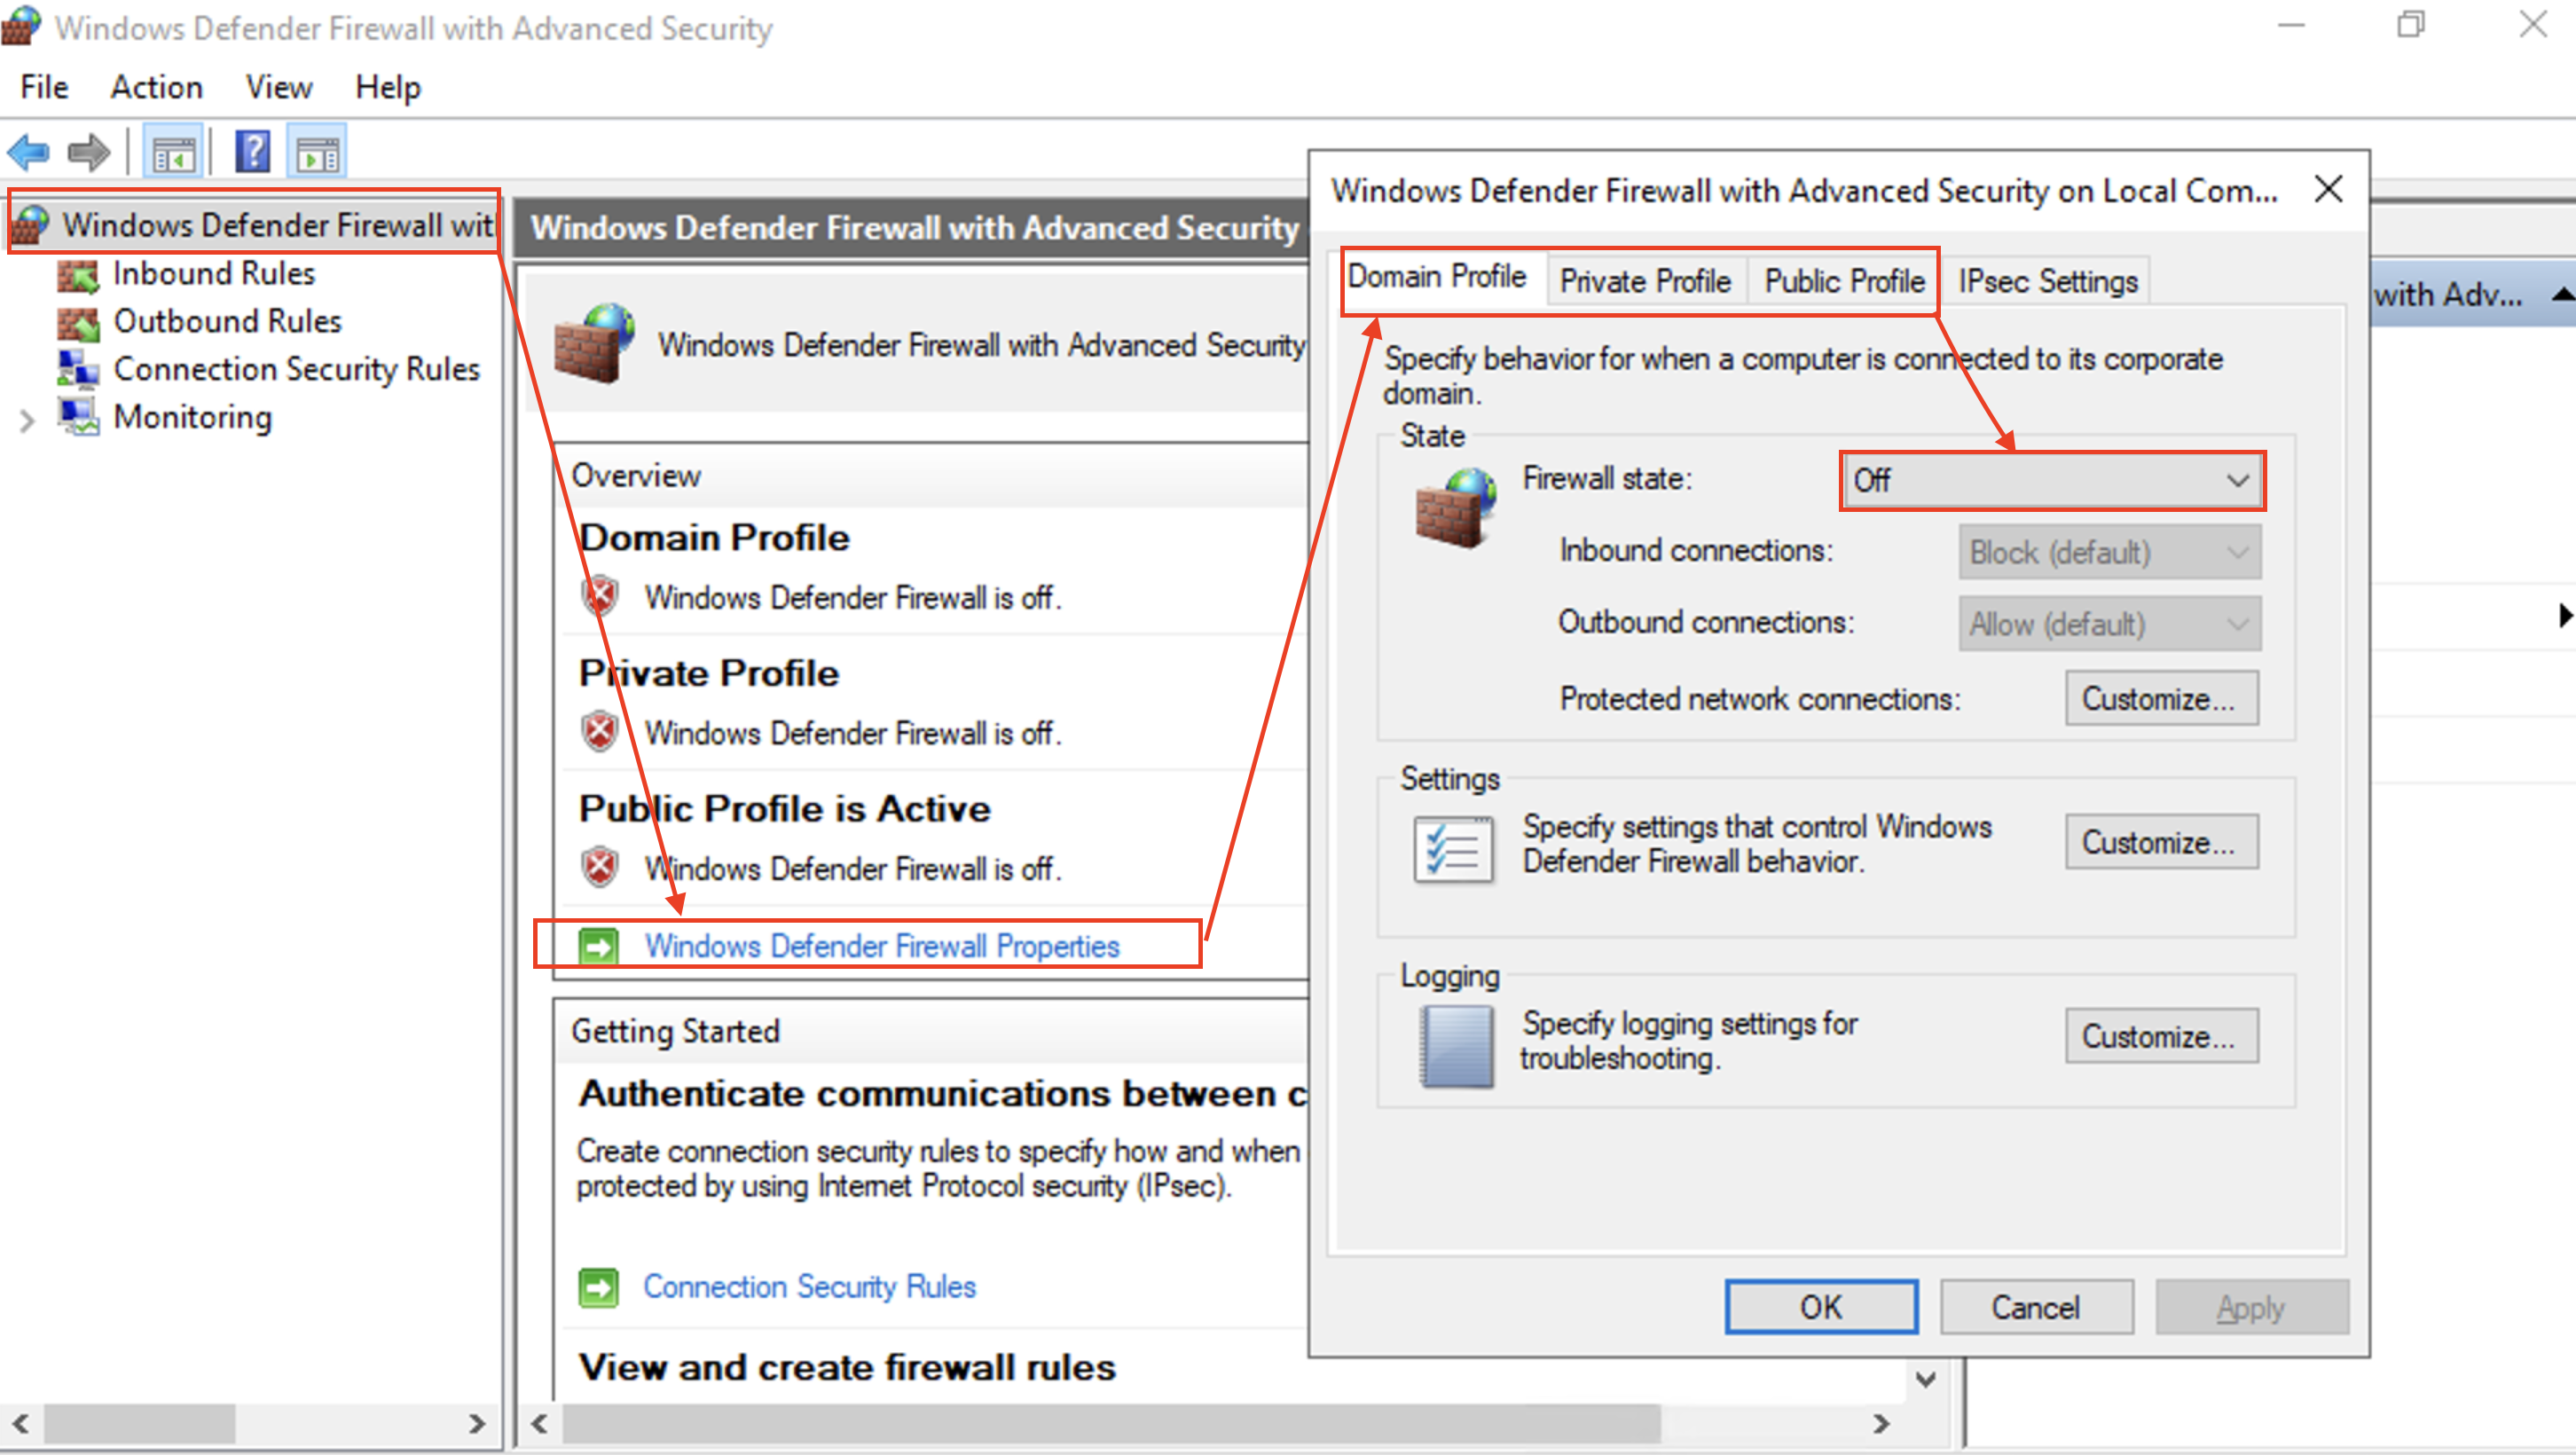 Windows Defender Firewall with Advanced Security
File Action View Help
Windows Defender Firewall wit
Inbound Rules
Outbound Rules
Connection Security Rules
Monitoring
Windows Defender Firewall with Advanced Security
Windows Defender Firewall with Advanced Security
Overview
Domain Profile
Windows Defender Firewall is off.
Private Profile
Windows Defender Firewall is off.
Public Profile is Active
Windows Defender Firewall is off.
Windows Defender Firewall Properties
Getting Started
Authenticate communications between c
Create connection security rules to specify how and when
protected by using Internet Protocol security (IPsec).
Connection Security Rules
View and create firewall rules
Windows Defender Firewall with Advanced Security on Local Com...
Domain Profile Private Profile Public Profile IPsec Settings
Specify behavior for when a computer is connected to its corporate
domain.
State
Firewall state: Off
Inbound connections: Block (default)
Outbound connections: Allow (default)
Protected network connections: Customize...
Settings
Specify settings that control Windows
Defender Firewall behavior.
Customize...
Logging
Specify logging settings for
troubleshooting.
Customize...
OK Cancel Apply
with Adv...